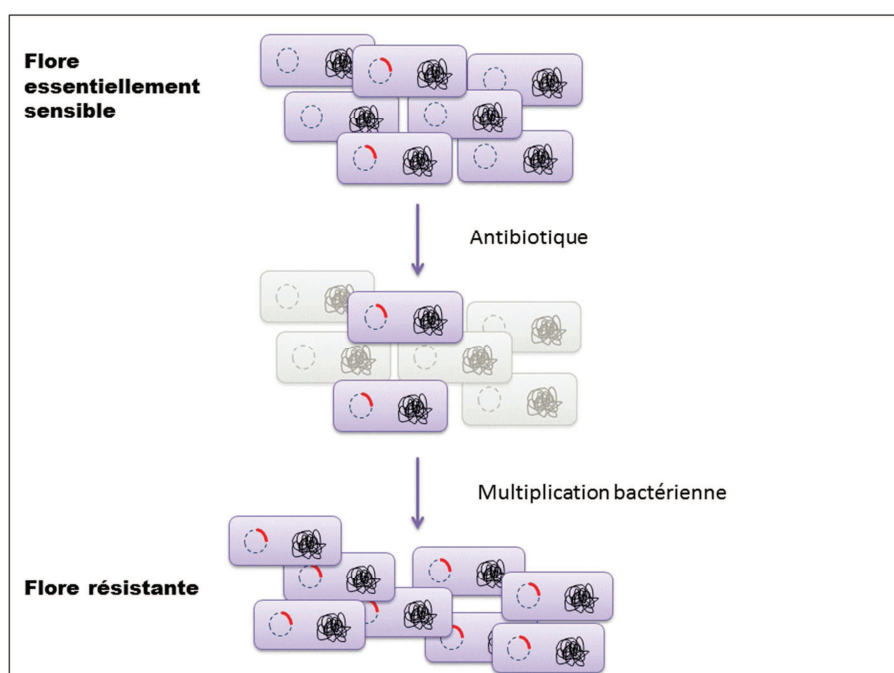 Flore
essentiellement
sensible
Antibiotique
Multiplication bactérienne
Flore résistante